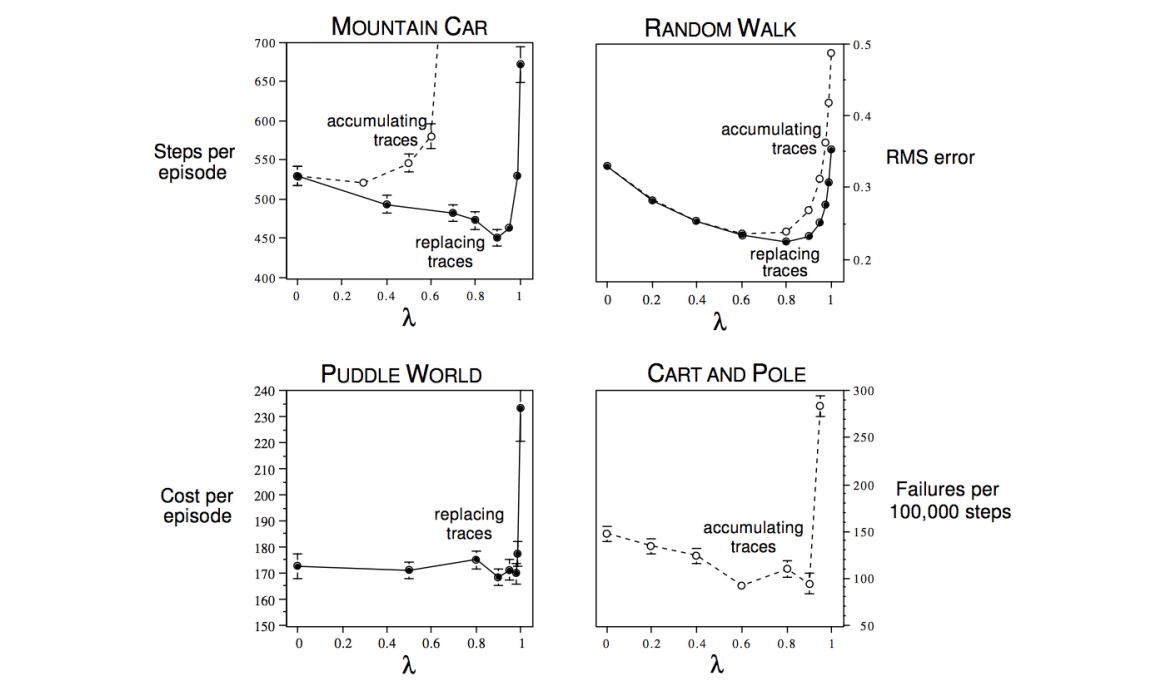 MOUNTAIN CAR
700
650
600
550
500
450
400
Steps per
episode
accumulating
traces
replacing
traces
0 0.2 0.4 0.6 0.8 1
λ
RANDOM WALK
accumulating
traces
replacing
traces
0.5
0.4
0.3
0.2
RMS error
0 0.2 0.4 0.6 0.8 1
λ
PUDDLE WORLD
240
230
220
210
200
190
180
170
160
150
Cost per
episode
replacing
traces
0 0.2 0.4 0.6 0.8 1
λ
CART AND POLE
accumulating
traces
300
250
200
150
100
50
Failures per
100,000 steps
0 0.2 0.4 0.6 0.8 1
λ